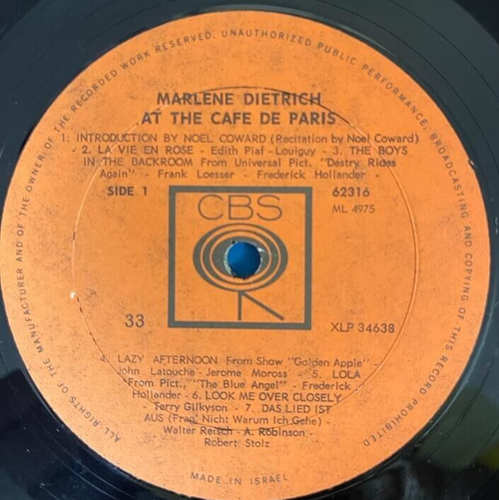 ALL RIGHTS OF THE MANUFACTURER AND OF THE OWNER OF THE RECORDED WORK RESERVED. UNAUTHORIZED PUBLIC PERFORMANCE, BROADCASTING AND COPYING OF THIS RECORD PROHIBITED
MARLENE DIETRICH
AT THE CAFE DE PARIS
1. INTRODUCTION BY NOEL COWARD (Recitation by Noel Coward)
2. LA VIE EN ROSE - Edith Piaf - Louiguy - 3. THE BOYS
IN THE BACKROOM From Universal Pict. "Destry Rides
Again" - Frank Loesser - Frederick Hollander -
SIDE 1 62316
CBS ML 4975
33 XLP 34638
4. LAZY AFTERNOON From Show "Golden Apple" -
John Latouche - Jerome Moross - 5. LOLA
From Pict., "The Blue Angel" - Frederick
Hollander - 6. LOOK ME OVER CLOSELY
- Terry Gilkyson - 7. DAS LIED IST
AUS (Frag' Nicht Warum Ich Gehe) -
Walter Reisch - A. Robinson -
Robert Stolz
MADE IN ISRAEL